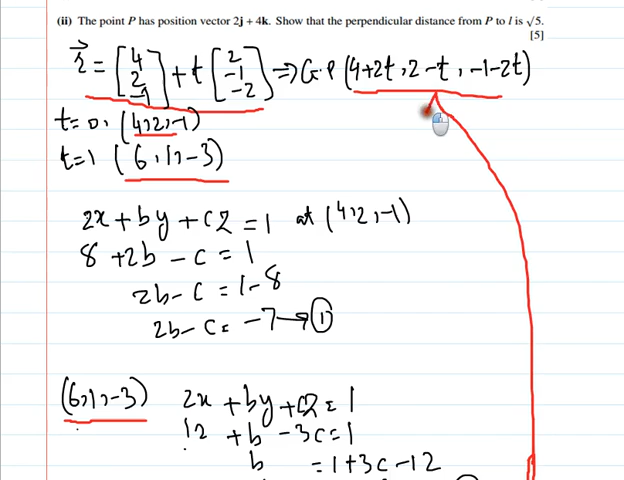 (ii) The point P has position vector 2j + 4k. Show that the perpendicular distance from P to l is √5.
[5]
r = [4 2 -1] + t [2 -1 -2] ⇒ G.P (4+2t, 2-t, -1-2t)
t=0, (4,2,-1)
t=1 (6,1,-3)
2x + by + cz = 1 at (4,2,-1)
8 + 2b - c = 1
2b - c = 1-8
2b - c = -7 → ①
(6,1,-3) 2x + by + cz = 1
12 + b - 3c = 1
b = 1+3c-12